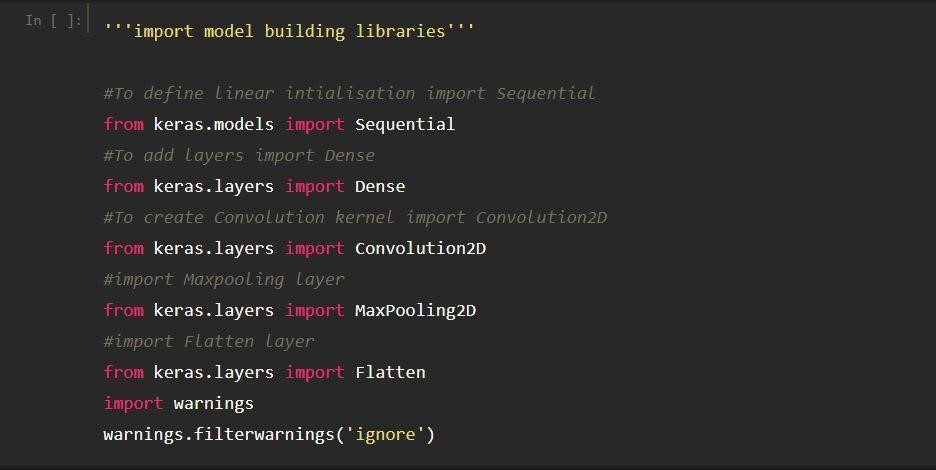 In [ ]:
'''import model building libraries'''
#To define linear intialisation import Sequential
from keras.models import Sequential
#To add layers import Dense
from keras.layers import Dense
#To create Convolution kernel import Convolution2D
from keras.layers import Convolution2D
#import Maxpooling layer
from keras.layers import MaxPooling2D
#import Flatten layer
from keras.layers import Flatten
import warnings
warnings.filterwarnings('ignore')